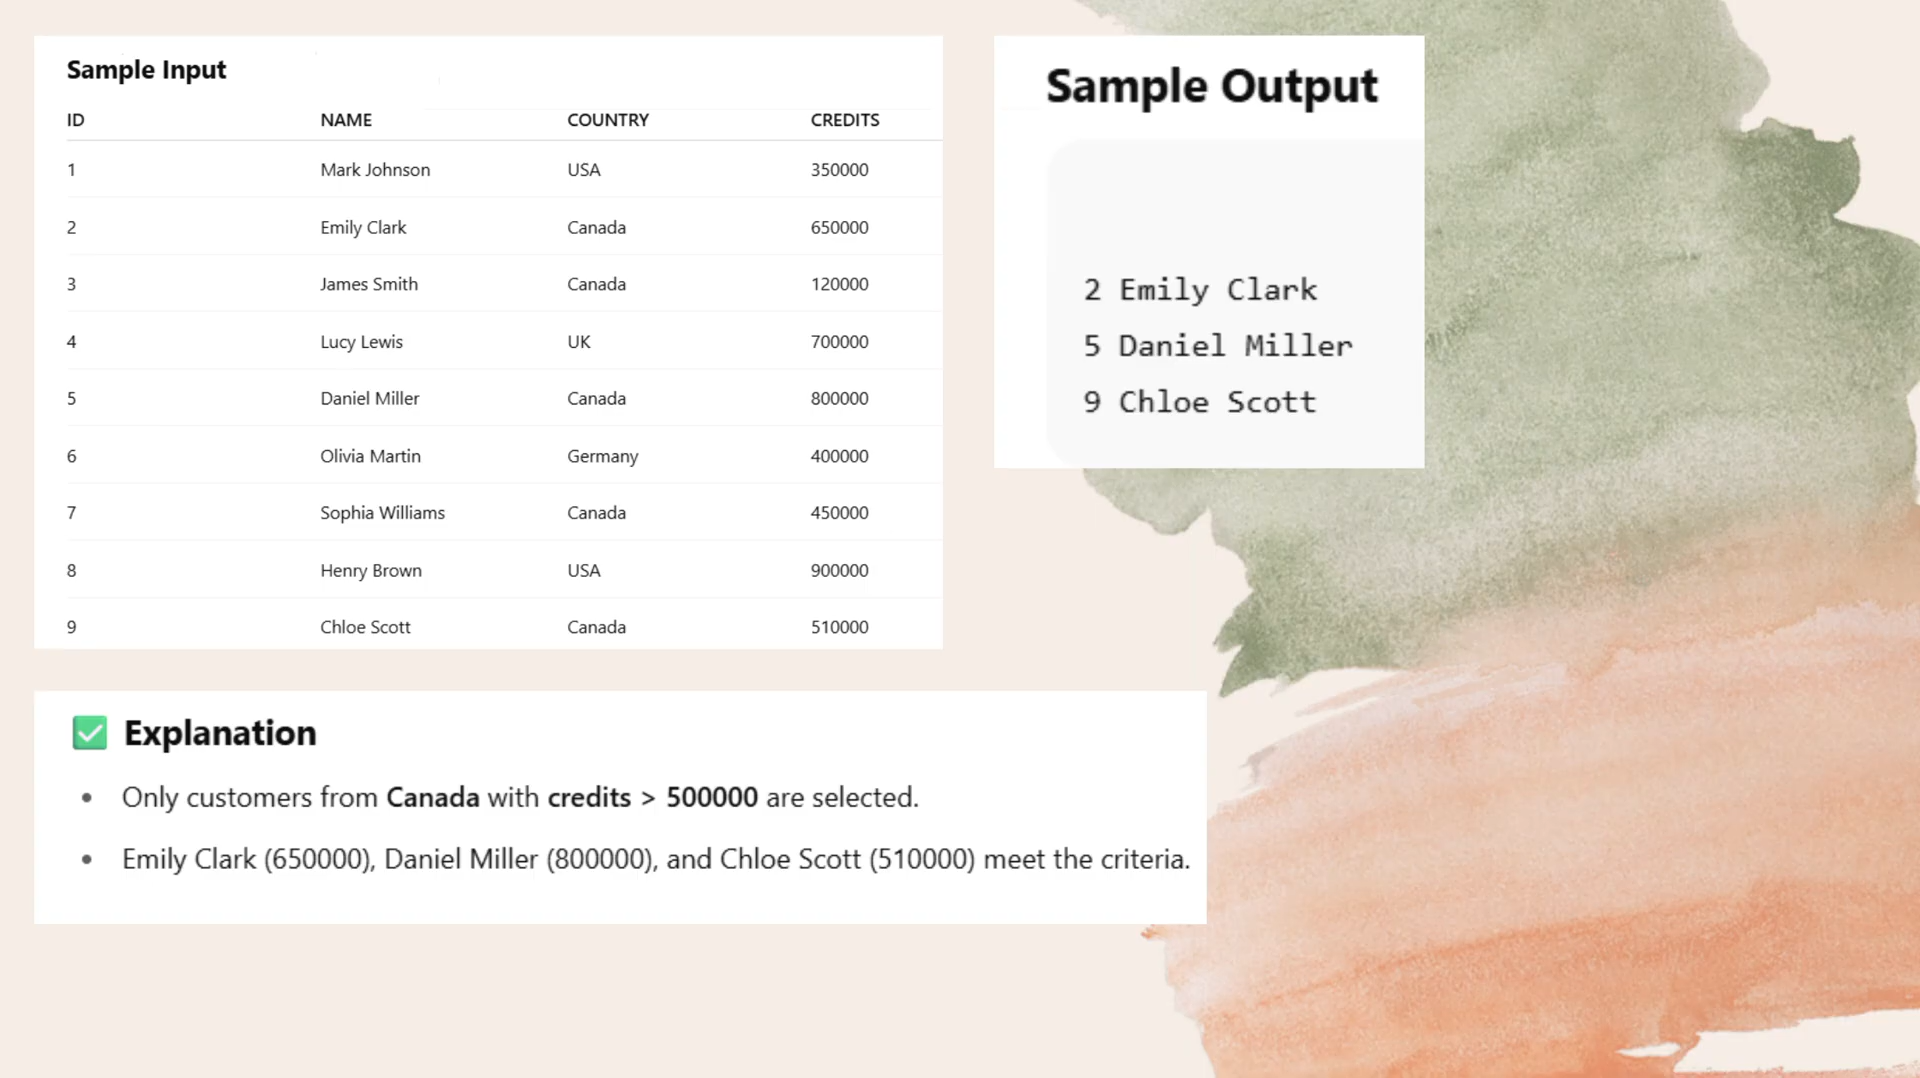 Sample Input
ID NAME COUNTRY CREDITS
1 Mark Johnson USA 350000
2 Emily Clark Canada 650000
3 James Smith Canada 120000
4 Lucy Lewis UK 700000
5 Daniel Miller Canada 800000
6 Olivia Martin Germany 400000
7 Sophia Williams Canada 450000
8 Henry Brown USA 900000
9 Chloe Scott Canada 510000
Sample Output
2 Emily Clark
5 Daniel Miller
9 Chloe Scott
✅ Explanation
• Only customers from Canada with credits > 500000 are selected.
• Emily Clark (650000), Daniel Miller (800000), and Chloe Scott (510000) meet the criteria.